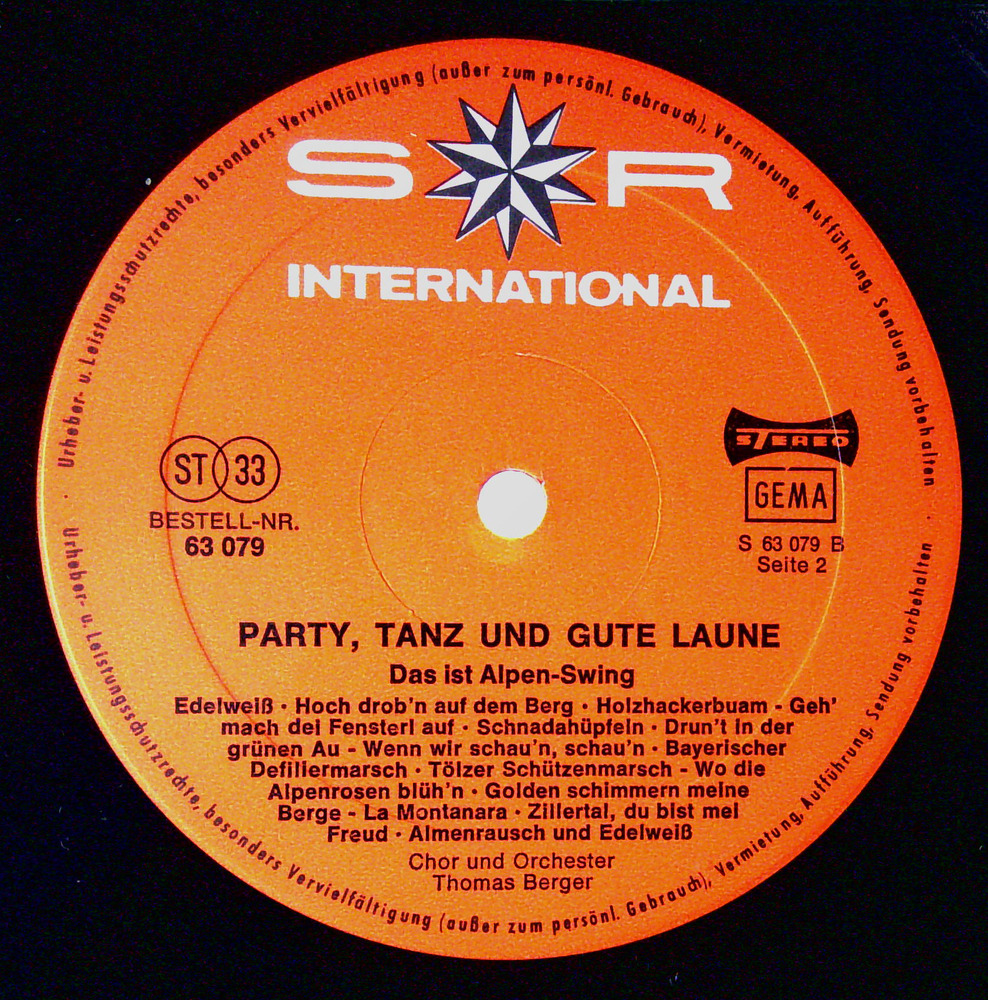 Urheber- u. Leistungsschutzrechte, besonders Vervielfältigung (außer zum persönl. Gebrauch), Vermietung, Aufführung, Sendung vorbehalten
S R
INTERNATIONAL
ST 33
BESTELL-NR.
63 079
STEREO
GEMA
S 63 079 B
Seite 2
PARTY, TANZ UND GUTE LAUNE
Das ist Alpen-Swing
Edelweiß · Hoch drob'n auf dem Berg · Holzhackerbuam - Geh'
mach dei Fensterl auf · Schnadahüpfeln · Drun't in der
grünen Au - Wenn wir schau'n, schau'n · Bayerischer
Defiliermarsch · Tölzer Schützenmarsch - Wo die
Alpenrosen blüh'n · Golden schimmern meine
Berge - La Montanara · Zillertal, du bist mei
Freud · Almenrausch und Edelweiß
Chor und Orchester
Thomas Berger
Urheber- u. Leistungsschutzrechte, besonders Vervielfältigung (außer zum persönl. Gebrauch), Vermietung, Aufführung, Sendung vorbehalten